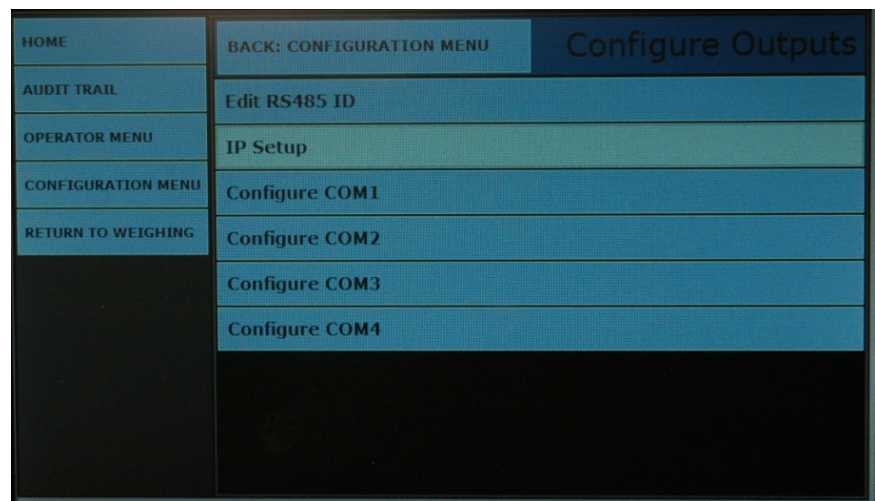 HOME
AUDIT TRAIL
OPERATOR MENU
CONFIGURATION MENU
RETURN TO WEIGHING
BACK: CONFIGURATION MENU
Configure Outputs
Edit RS485 ID
IP Setup
Configure COM1
Configure COM2
Configure COM3
Configure COM4